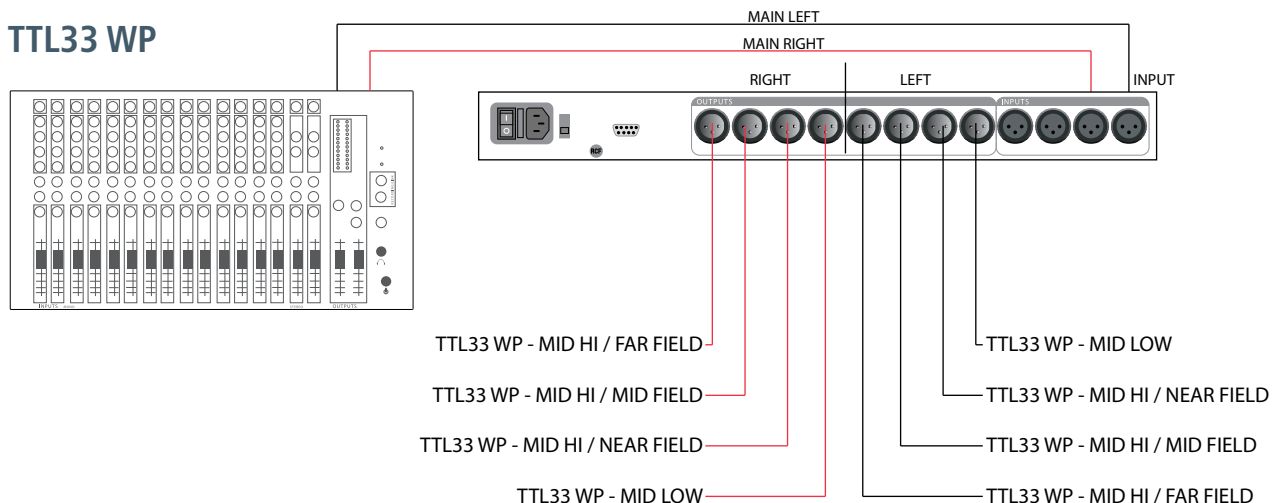 MAIN LEFT
TTL33 WP
MAIN RIGHT
RIGHT
LEFT
INPUT
OUTPUTS
INPUTS
I
O
RCF
INPUTS
STEREO
OUTPUTS
TTL33 WP - MID HI / FAR FIELD
TTL33 WP - MID LOW
TTL33 WP - MID HI / MID FIELD
TTL33 WP - MID HI / NEAR FIELD
TTL33 WP - MID HI / NEAR FIELD
TTL33 WP - MID HI / MID FIELD
TTL33 WP - MID LOW
TTL33 WP - MID HI / FAR FIELD